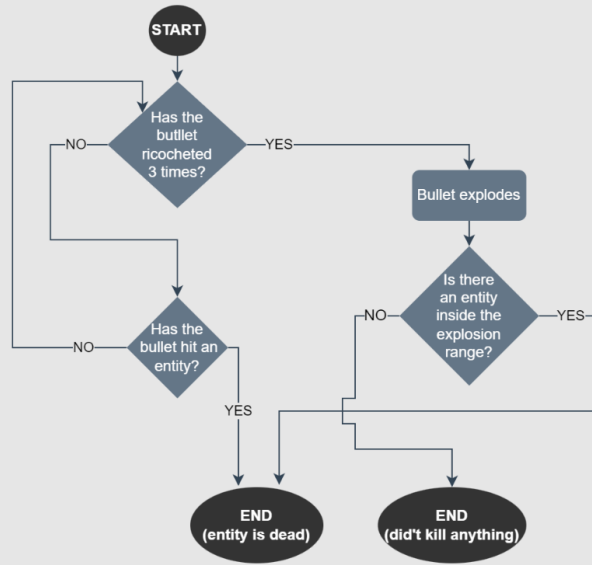 START
Has the
butllet
ricocheted
3 times?
NO
YES
Bullet explodes
Is there
an entity
inside the
explosion
range?
NO
YES
Has the
bullet hit an
entity?
NO
YES
END
(entity is dead)
END
(did't kill anything)